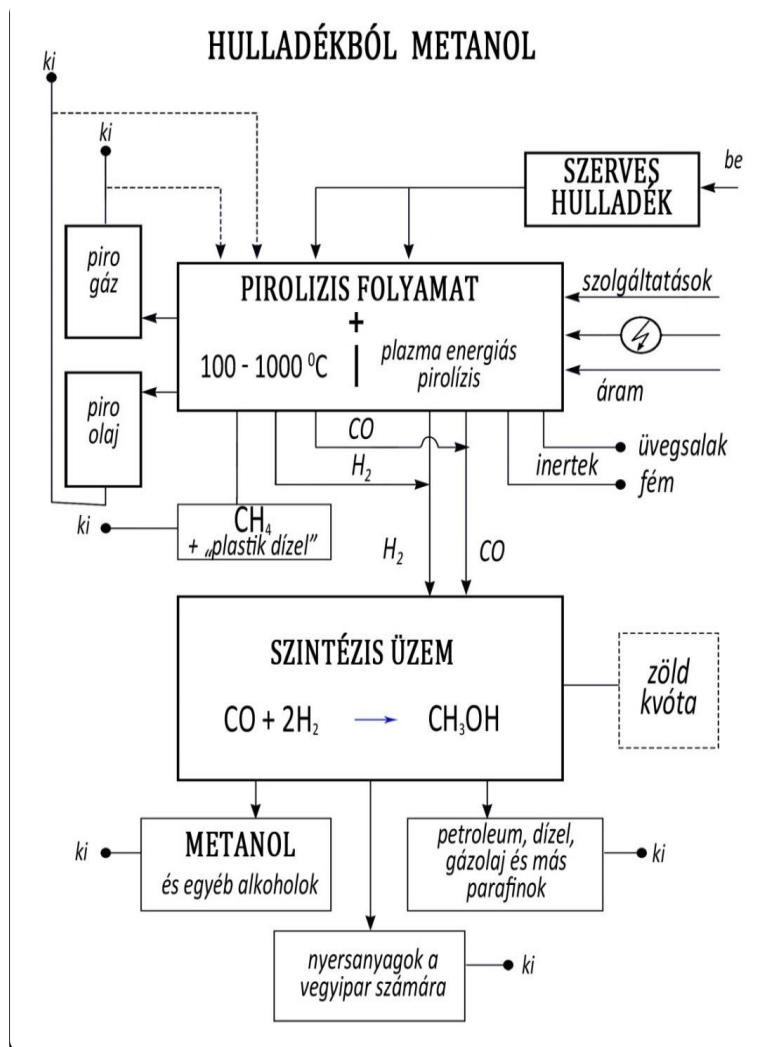 HULLADÉKBÓL METANOL
ki
ki
be
SZERVES
HULLADÉK
piro
gáz
PIROLIZIS FOLYAMAT
+
100 - 1000 ⁰C
|
plazma energiás
pirolízis
szolgáltatások
áram
piro
olaj
CO
H₂
inertek
üvegsalak
fém
ki
CH₄
+ „plastik dízel”
H₂
CO
SZINTÉZIS ÜZEM
CO + 2H₂ → CH₃OH
zöld
kvóta
ki
METANOL
és egyéb alkoholok
petroleum, dízel,
gázolaj és más
parafinok
ki
nyersanyagok a
vegyipar számára
ki